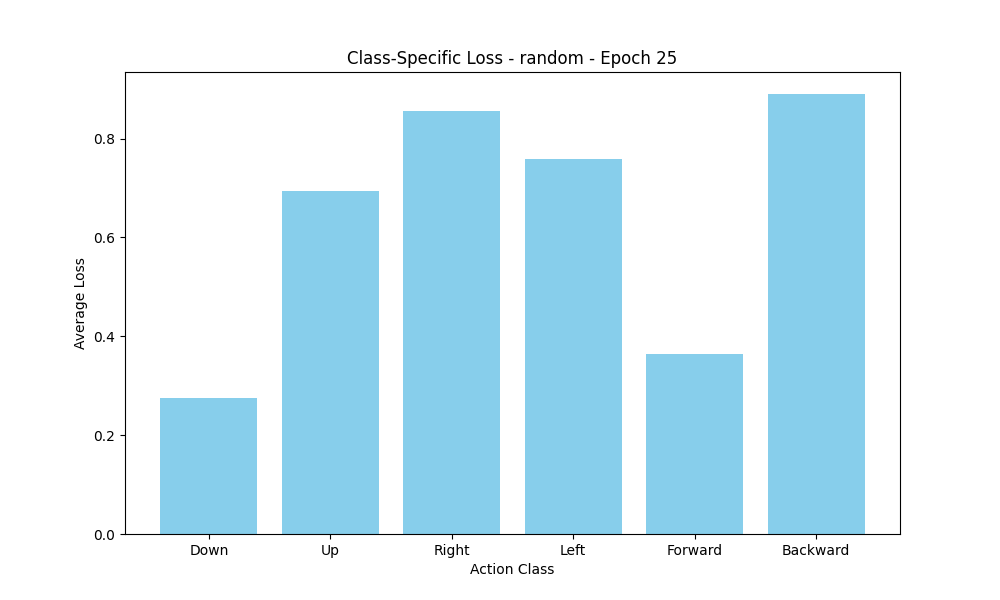 Class-Specific Loss - random - Epoch 25
Average Loss
0.8
0.6
0.4
0.2
0.0
Down Up Right Left Forward Backward
Action Class